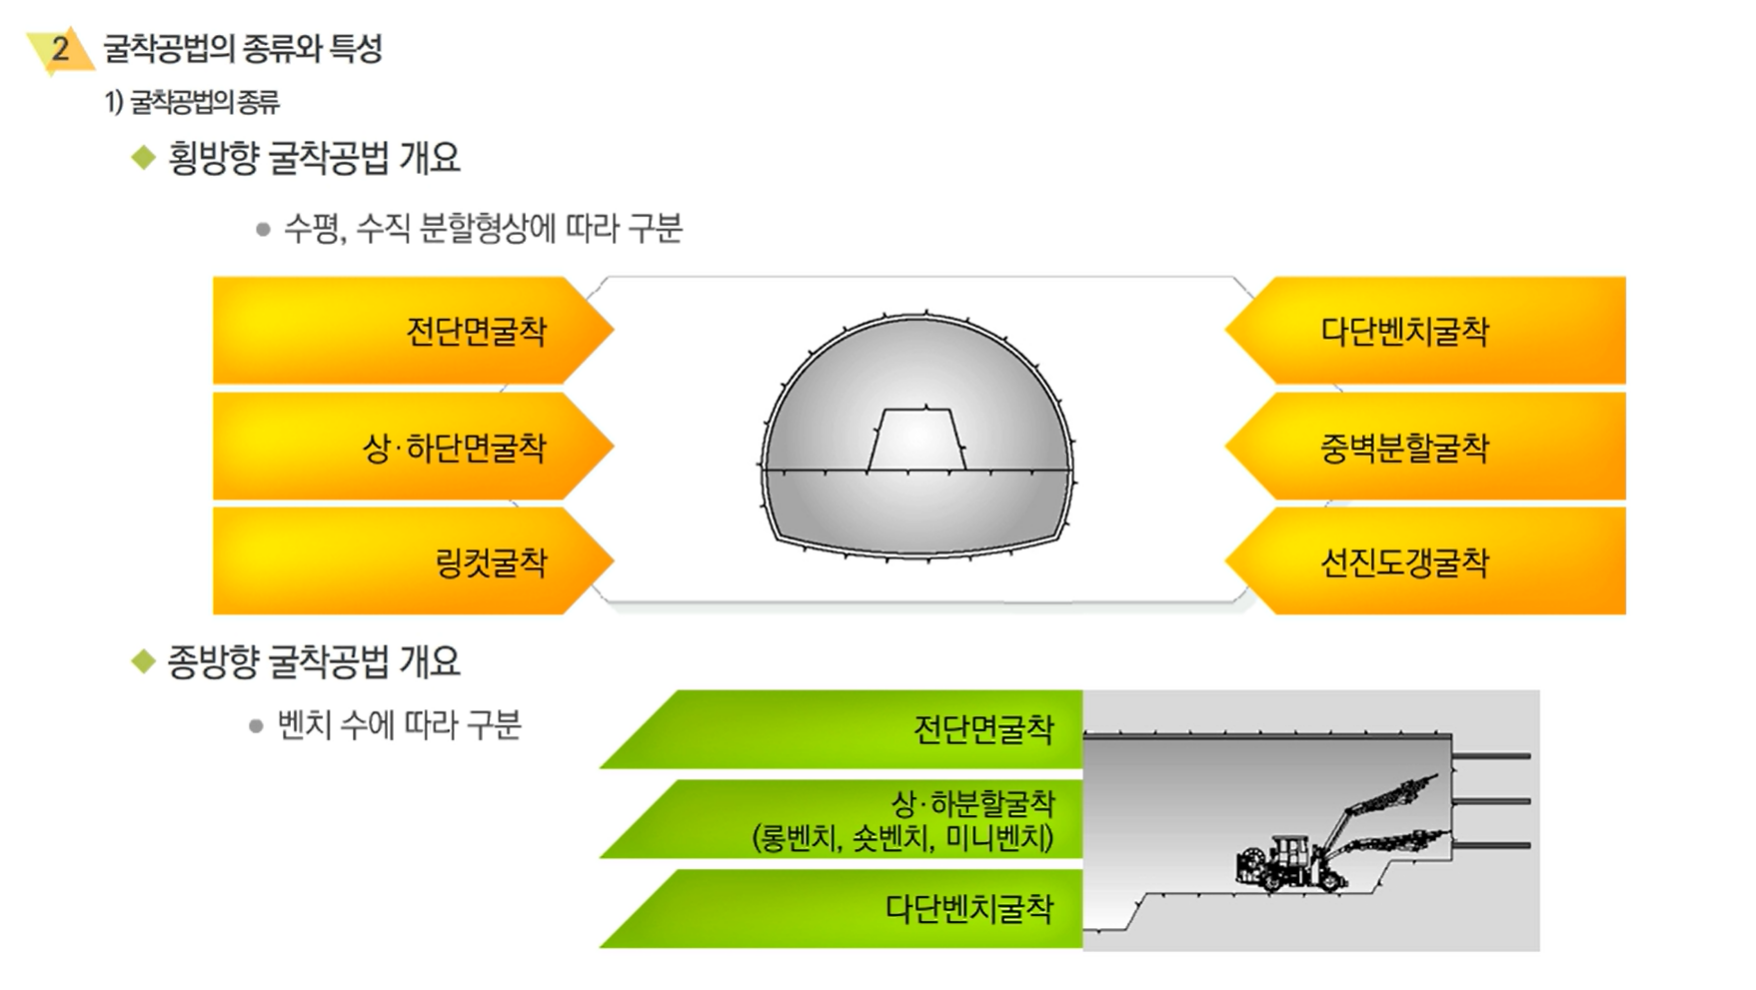 2 굴착공법의 종류와 특성
1) 굴착공법의 종류
횡방향 굴착공법 개요
수평, 수직 분할형상에 따라 구분
전단면굴착
상·하단면굴착
링컷굴착
다단벤치굴착
중벽분할굴착
선진도갱굴착
종방향 굴착공법 개요
벤치 수에 따라 구분
전단면굴착
상·하분할굴착
(롱벤치, 숏벤치, 미니벤치)
다단벤치굴착